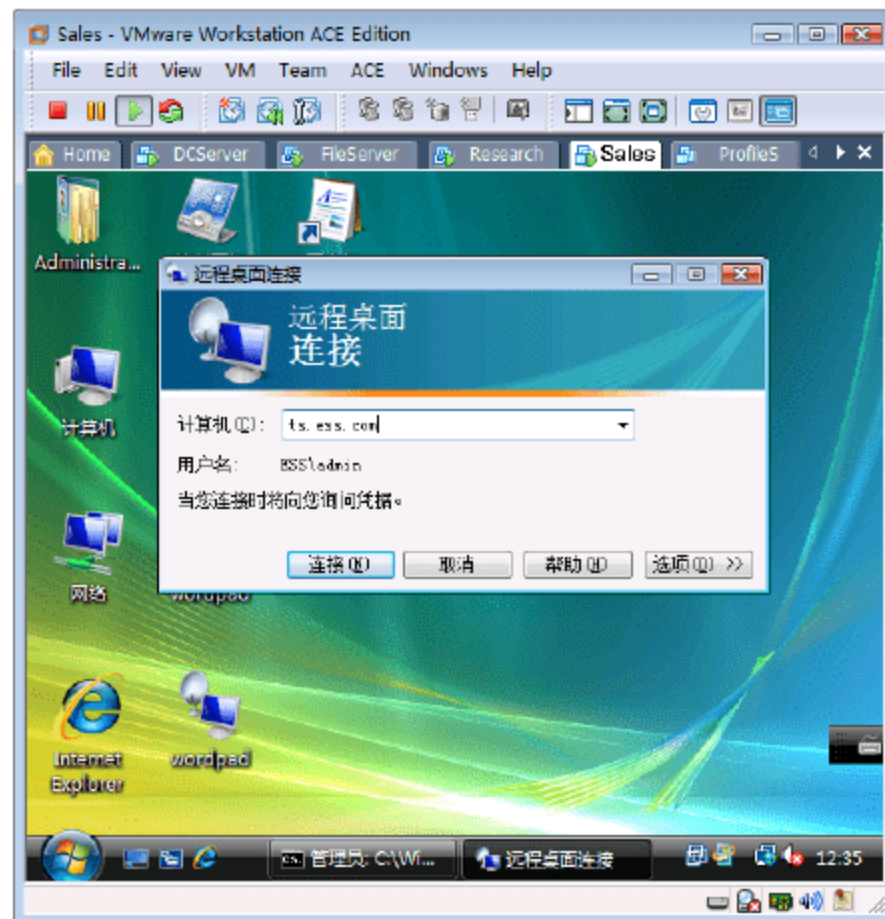 Sales - VMware Workstation ACE Edition
File Edit View VM Team ACE Windows Help
Home DCServer FileServer Research Sales ProfileS
Administra...
远程桌面连接
远程桌面
连接
计算机(C): ts.ess.com
用户名: ESS\admin
当您连接时将向您询问凭据。
连接(N) 取消 帮助(H) 选项(O) >>
计算机
网络 wordpad
Internet
Explorer
wordpad
管理员: C:\Wi... 远程桌面连接 12:35